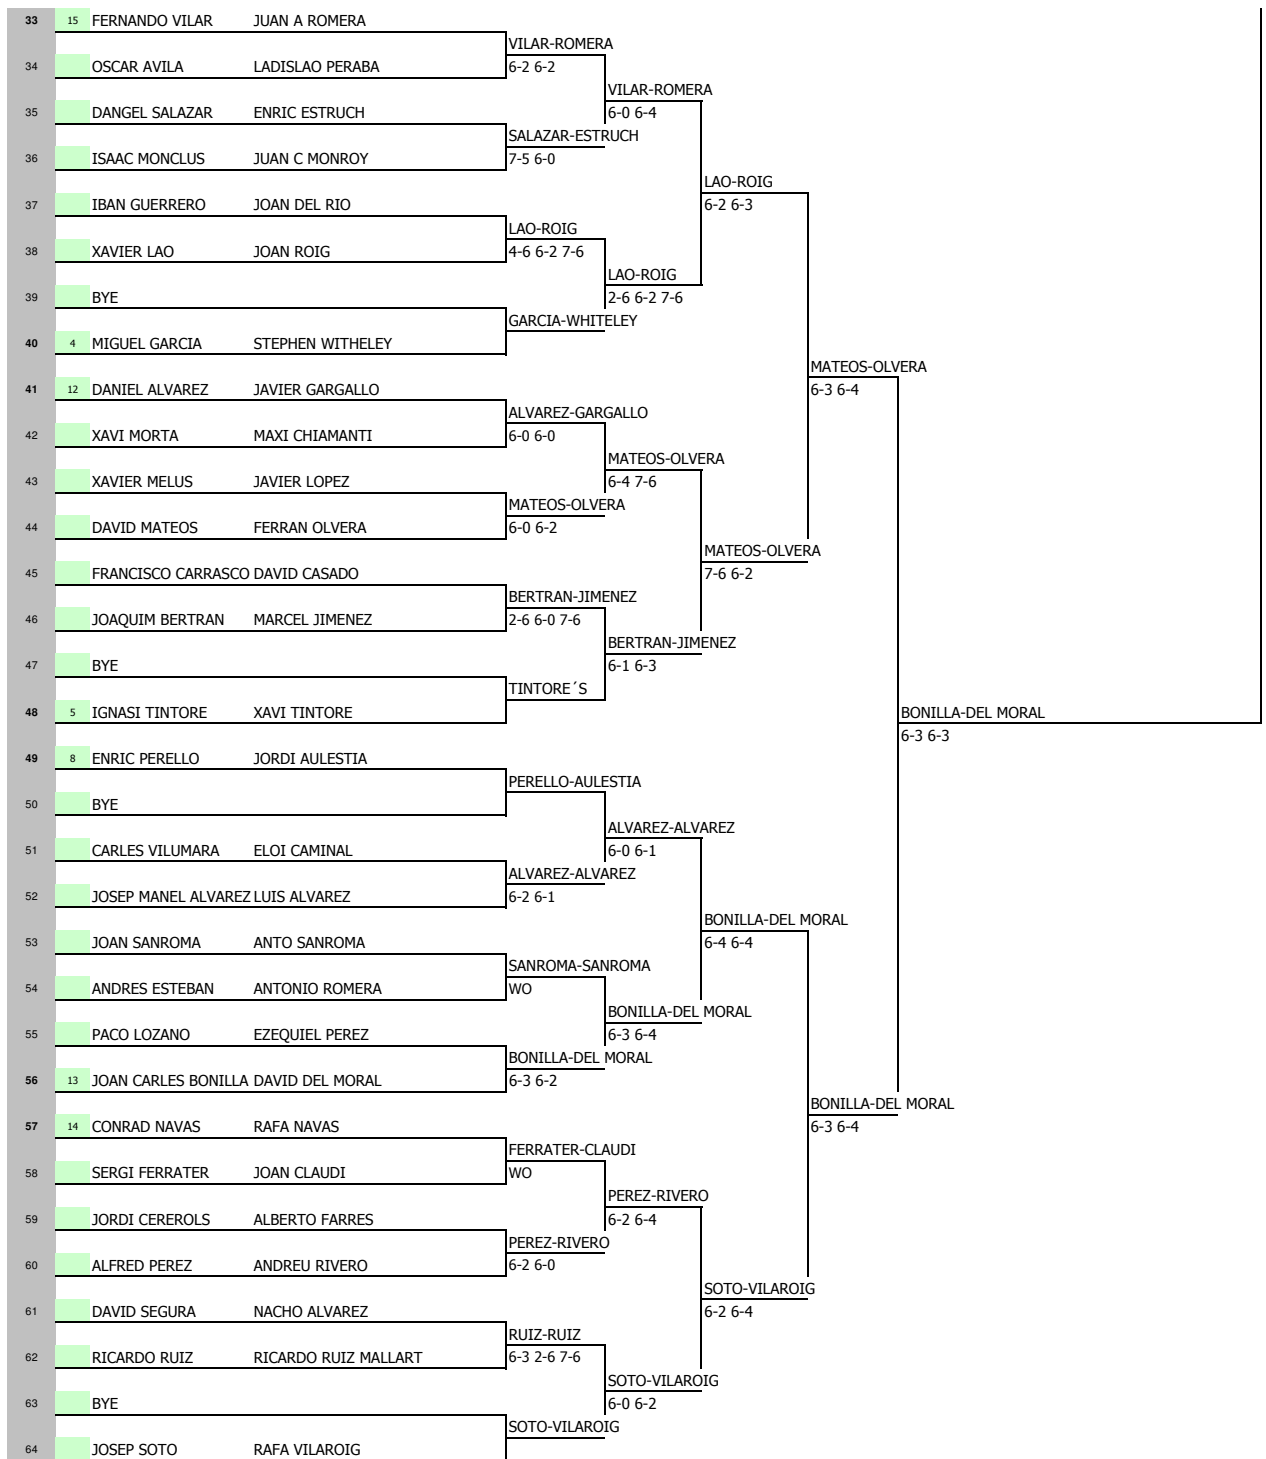 33 15 FERNANDO VILAR JUAN A ROMERA
VILAR-ROMERA
34 OSCAR AVILA LADISLAO PERABA 6-2 6-2
VILAR-ROMERA
35 DANGEL SALAZAR ENRIC ESTRUCH 6-0 6-4
SALAZAR-ESTRUCH
36 ISAAC MONCLUS JUAN C MONROY 7-5 6-0
LAO-ROIG
37 IBAN GUERRERO JOAN DEL RIO 6-2 6-3
LAO-ROIG
38 XAVIER LAO JOAN ROIG 4-6 6-2 7-6
LAO-ROIG
39 BYE 2-6 6-2 7-6
GARCIA-WHITELEY
40 4 MIGUEL GARCIA STEPHEN WITHELEY
MATEOS-OLVERA
41 12 DANIEL ALVAREZ JAVIER GARGALLO 6-3 6-4
ALVAREZ-GARGALLO
42 XAVI MORTA MAXI CHIAMANTI 6-0 6-0
MATEOS-OLVERA
43 XAVIER MELUS JAVIER LOPEZ 6-4 7-6
MATEOS-OLVERA
44 DAVID MATEOS FERRAN OLVERA 6-0 6-2
MATEOS-OLVERA
45 FRANCISCO CARRASCO DAVID CASADO 7-6 6-2
BERTRAN-JIMENEZ
46 JOAQUIM BERTRAN MARCEL JIMENEZ 2-6 6-0 7-6
BERTRAN-JIMENEZ
47 BYE 6-1 6-3
TINTORE´S
48 5 IGNASI TINTORE XAVI TINTORE BONILLA-DEL MORAL
6-3 6-3
49 8 ENRIC PERELLO JORDI AULESTIA
PERELLO-AULESTIA
50 BYE
ALVAREZ-ALVAREZ
51 CARLES VILUMARA ELOI CAMINAL 6-0 6-1
ALVAREZ-ALVAREZ
52 JOSEP MANEL ALVAREZ LUIS ALVAREZ 6-2 6-1
BONILLA-DEL MORAL
53 JOAN SANROMA ANTO SANROMA 6-4 6-4
SANROMA-SANROMA
54 ANDRES ESTEBAN ANTONIO ROMERA WO
BONILLA-DEL MORAL
55 PACO LOZANO EZEQUIEL PEREZ 6-3 6-4
BONILLA-DEL MORAL
56 13 JOAN CARLES BONILLA DAVID DEL MORAL 6-3 6-2
BONILLA-DEL MORAL
57 14 CONRAD NAVAS RAFA NAVAS 6-3 6-4
FERRATER-CLAUDI
58 SERGI FERRATER JOAN CLAUDI WO
PEREZ-RIVERO
59 JORDI CEREROLS ALBERTO FARRES 6-2 6-4
PEREZ-RIVERO
60 ALFRED PEREZ ANDREU RIVERO 6-2 6-0
SOTO-VILAROIG
61 DAVID SEGURA NACHO ALVAREZ 6-2 6-4
RUIZ-RUIZ
62 RICARDO RUIZ RICARDO RUIZ MALLART 6-3 2-6 7-6
SOTO-VILAROIG
63 BYE 6-0 6-2
SOTO-VILAROIG
64 JOSEP SOTO RAFA VILAROIG